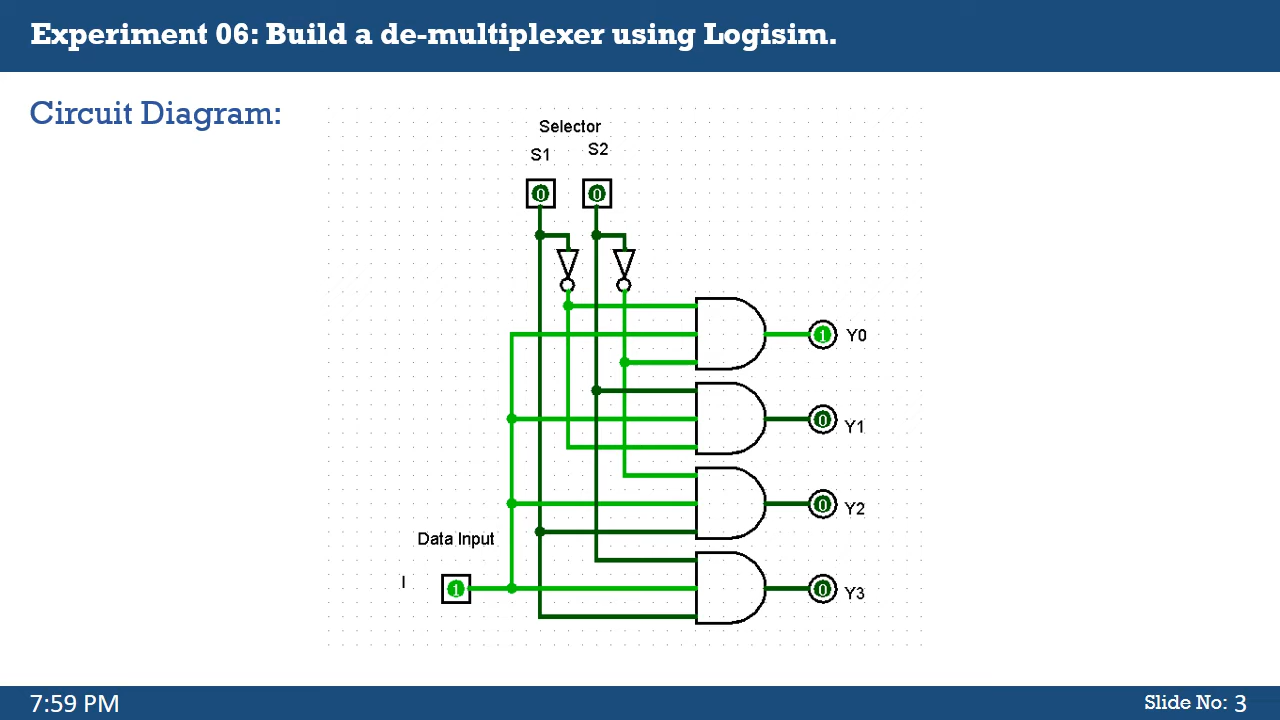 Experiment 06: Build a de-multiplexer using Logisim.
Circuit Diagram:
Selector
S1 S2
0 0
1 Y0
0 Y1
0 Y2
Data Input
I 1 0 Y3
7:59 PM Slide No: 3